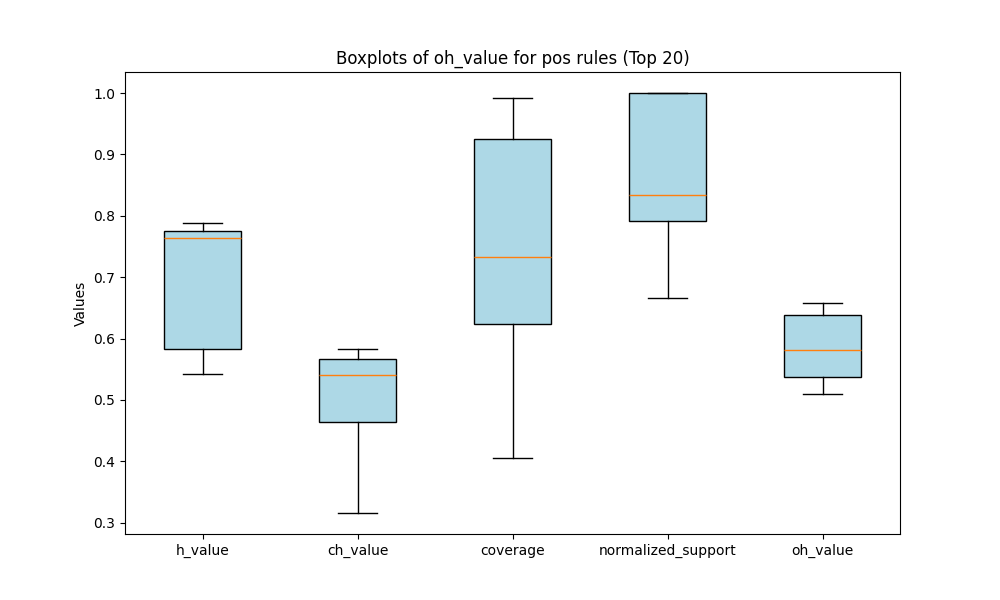 Boxplots of oh_value for pos rules (Top 20)
1.0
0.9
0.8
0.7
0.6
0.5
0.4
0.3
Values
h_value
ch_value
coverage
normalized_support
oh_value